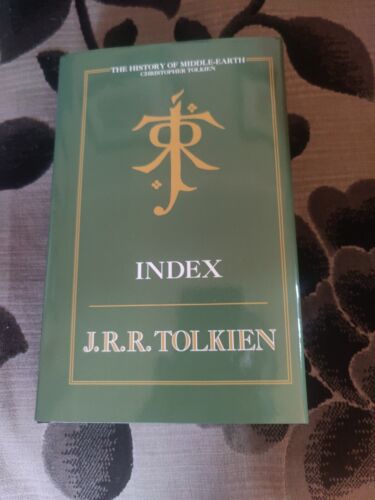 THE HISTORY OF MIDDLE-EARTH
CHRISTOPHER TOLKIEN
INDEX
J.R.R. TOLKIEN